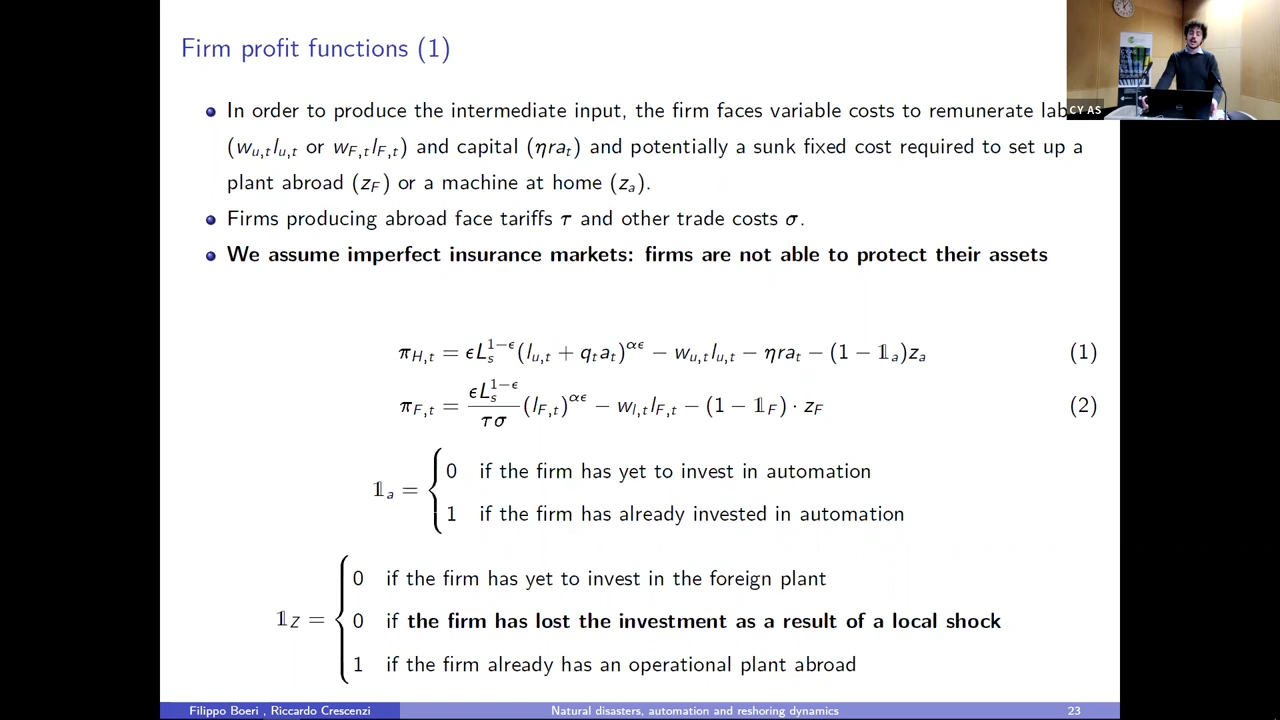 Firm profit functions (1)
In order to produce the intermediate input, the firm faces variable costs to remunerate
(w_{u,t}l_{u,t} or w_{F,t}l_{F,t}) and capital (ηra_t) and potentially a sunk fixed cost required to set up a
plant abroad (z_F) or a machine at home (z_a).
Firms producing abroad face tariffs τ and other trade costs σ.
We assume imperfect insurance markets: firms are not able to protect their assets
π_{H,t} = ϵL_s^{1−ϵ}(l_{u,t} + q_t a_t)^{αϵ} − w_{u,t}l_{u,t} − ηra_t − (1 − 𝟙_a)z_a (1)
π_{F,t} = \frac{ϵL_s^{1−ϵ}}{τσ}(l_{F,t})^{αϵ} − w_{l,t}l_{F,t} − (1 − 𝟙_F) · z_F (2)
𝟙_a = { 0 if the firm has yet to invest in automation
1 if the firm has already invested in automation
𝟙_Z = { 0 if the firm has yet to invest in the foreign plant
0 if the firm has lost the investment as a result of a local shock
1 if the firm already has an operational plant abroad
CY AS
Filippo Boeri , Riccardo Crescenzi Natural disasters, automation and reshoring dynamics 23